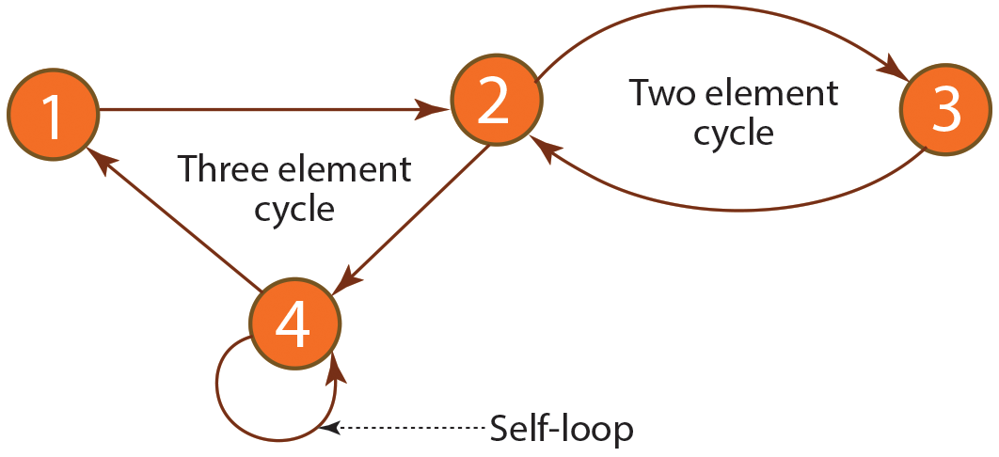 1
2
3
Two element
cycle
Three element
cycle
4
Self-loop